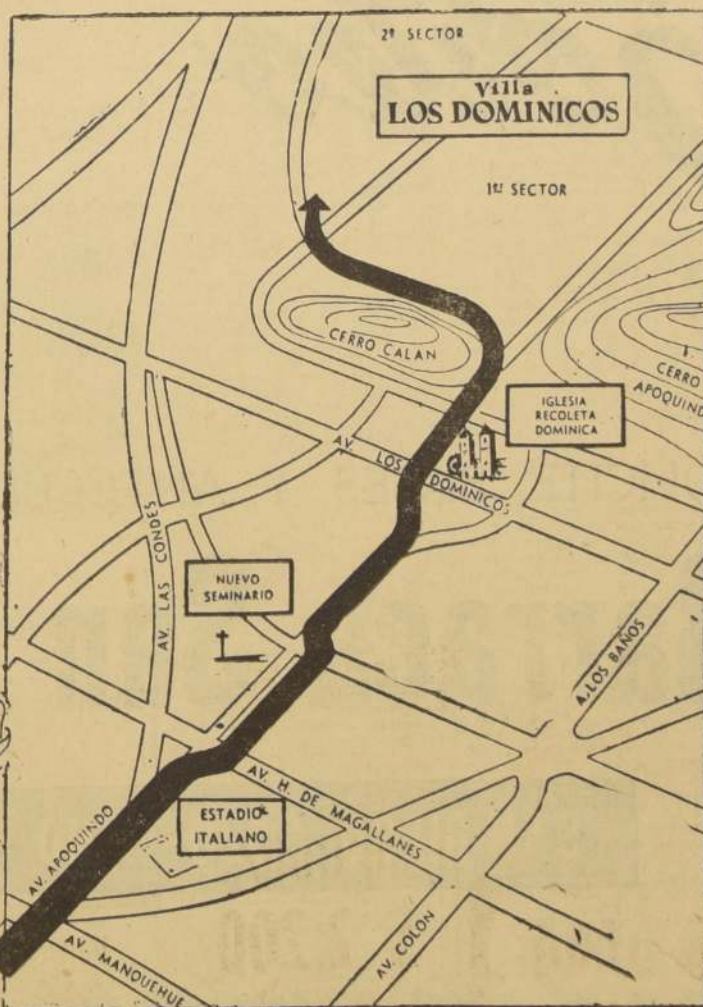 2º SECTOR
Villa
LOS DOMINICOS
1er SECTOR
CERRO CALAN
CERRO
APOQUIND
IGLESIA
RECOLETA
DOMINICA
AV. LOS DOMINICOS
AV. LAS CONDES
NUEVO
SEMINARIO
A. LOS BAÑOS
AV. H. DE MAGALLANES
ESTADIO
ITALIANO
AV. APOQUINDO
AV. COLON
AV. MANQUEHUE